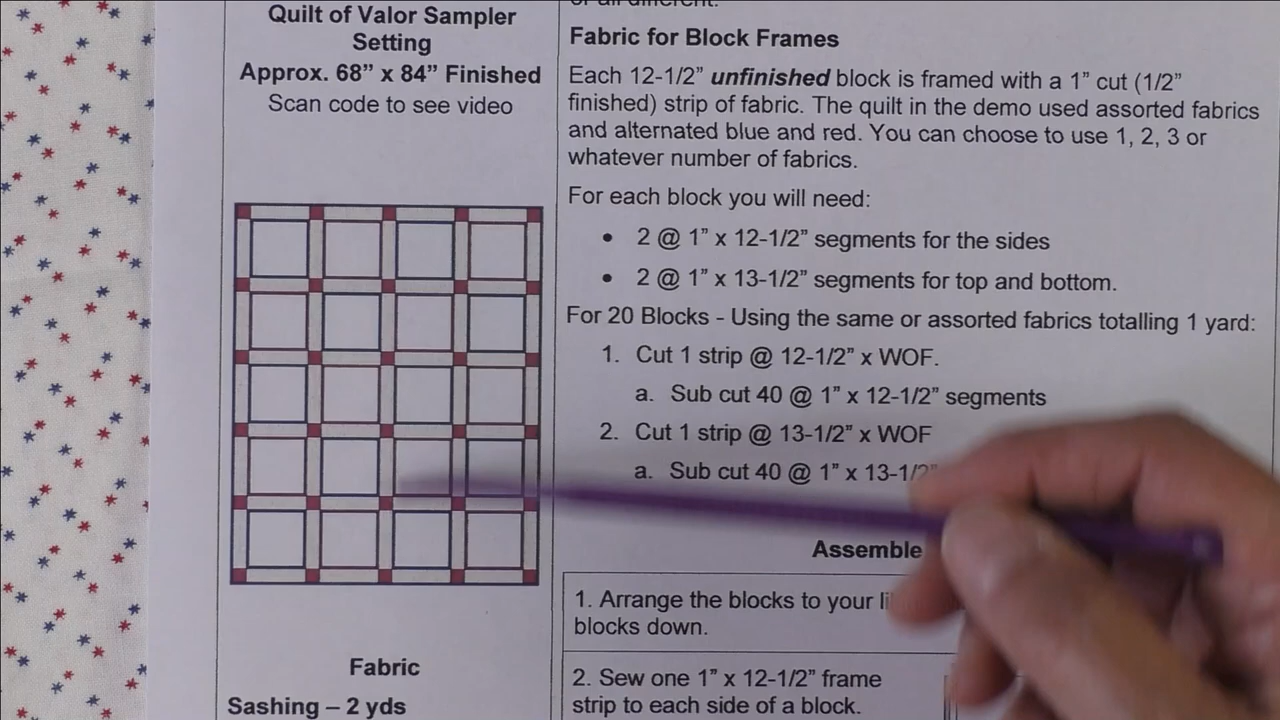 Quilt of Valor Sampler
Setting
Approx. 68” x 84” Finished
Scan code to see video
Fabric
Sashing – 2 yds
or all different.
Fabric for Block Frames
Each 12-1/2” unfinished block is framed with a 1” cut (1/2”
finished) strip of fabric. The quilt in the demo used assorted fabrics
and alternated blue and red. You can choose to use 1, 2, 3 or
whatever number of fabrics.
For each block you will need:
• 2 @ 1” x 12-1/2” segments for the sides
• 2 @ 1” x 13-1/2” segments for top and bottom.
For 20 Blocks - Using the same or assorted fabrics totalling 1 yard:
1. Cut 1 strip @ 12-1/2” x WOF.
a. Sub cut 40 @ 1” x 12-1/2” segments
2. Cut 1 strip @ 13-1/2” x WOF
a. Sub cut 40 @ 1” x 13-1/2”
Assemble
1. Arrange the blocks to your
blocks down.
2. Sew one 1” x 12-1/2” frame
strip to each side of a block.